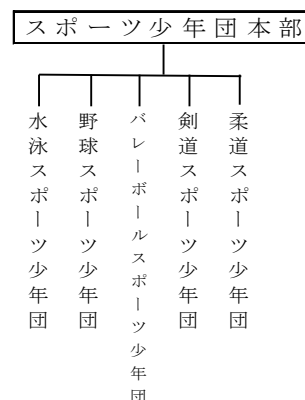 スポーツ少年団本部
水泳スポーツ少年団
野球スポーツ少年団
バレーボールスポーツ少年団
剣道スポーツ少年団
柔道スポーツ少年団